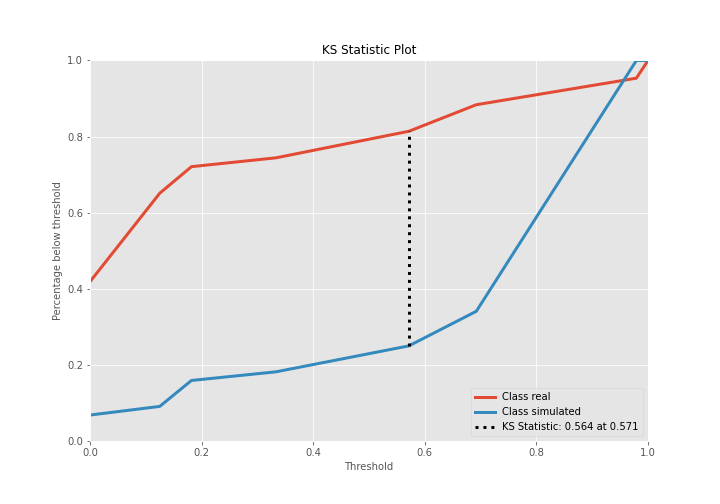 KS Statistic Plot
1.0
0.8
0.6
0.4
0.2
0.0
Percentage below threshold
0.0 0.2 0.4 0.6 0.8 1.0
Threshold
Class real
Class simulated
KS Statistic: 0.564 at 0.571